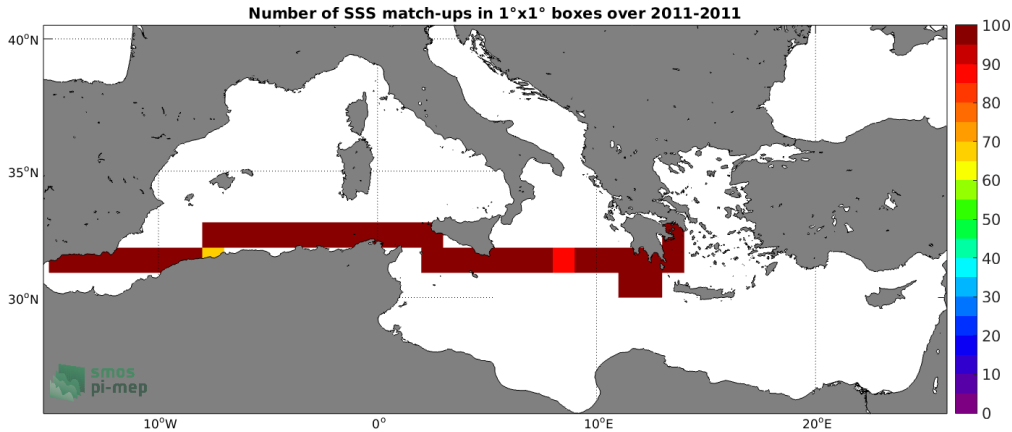 Number of SSS match-ups in 1°x1° boxes over 2011-2011
40°N
35°N
30°N
10°W
0°
10°E
20°E
100
90
80
70
60
50
40
30
20
10
0
smos
pi-mep